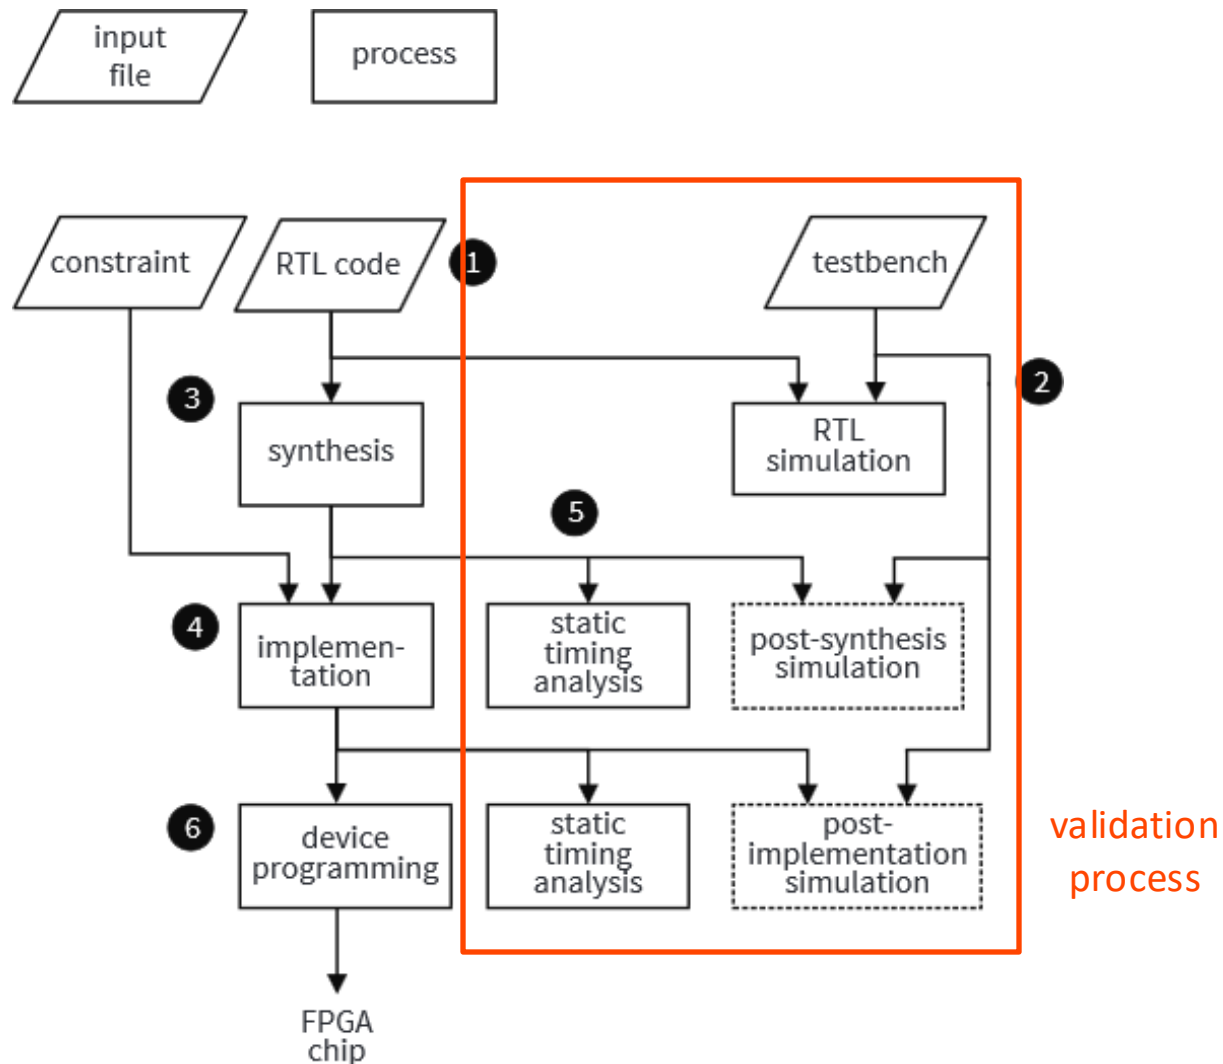 input
file
process
constraint
RTL code
1
testbench
2
3
synthesis
RTL
simulation
5
4
implemen-
tation
static
timing
analysis
post-synthesis
simulation
6
device
programming
static
timing
analysis
post-
implementation
simulation
validation
process
FPGA
chip